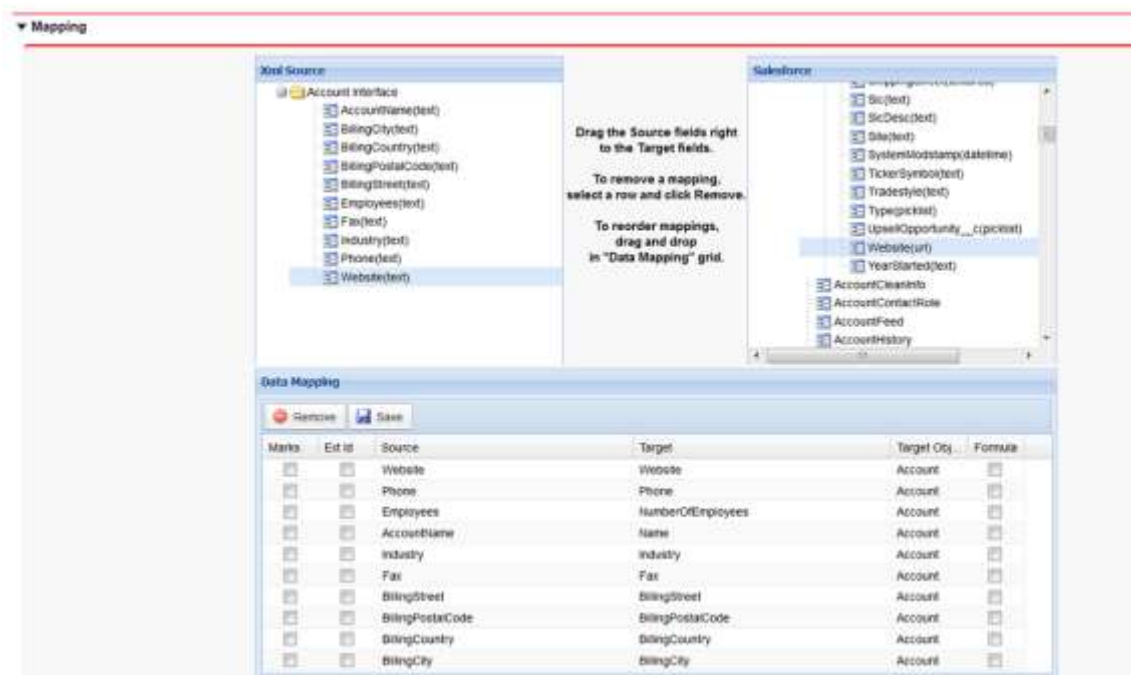 Mapping
Xml Source
Account Interface
AccountName(text)
BillingCity(text)
BillingCountry(text)
BillingPostalCode(text)
BillingStreet(text)
Employees(text)
Fax(text)
Industry(text)
Phone(text)
Website(text)
Drag the Source fields right
to the Target fields.
To remove a mapping,
select a row and click Remove.
To reorder mappings,
drag and drop
in "Data Mapping" grid.
Salesforce
Sic(text)
SicDesc(text)
Site(text)
SystemModstamp(datetime)
TickerSymbol(text)
Tradestyle(text)
Type(picklist)
UpsellOpportunity__c(picklist)
Website(url)
YearStarted(text)
AccountCleanInfo
AccountContactRole
AccountFeed
AccountHistory
Data Mapping
Remove Save
Marks Ext Id Source Target Target Obj... Formula
Website Website Account
Phone Phone Account
Employees NumberOfEmployees Account
AccountName Name Account
Industry Industry Account
Fax Fax Account
BillingStreet BillingStreet Account
BillingPostalCode BillingPostalCode Account
BillingCountry BillingCountry Account
BillingCity BillingCity Account